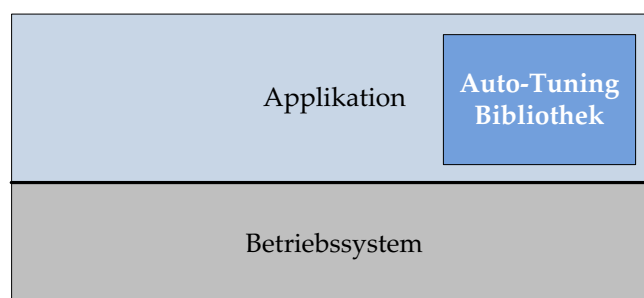 Applikation
Auto-Tuning
Bibliothek
Betriebssystem